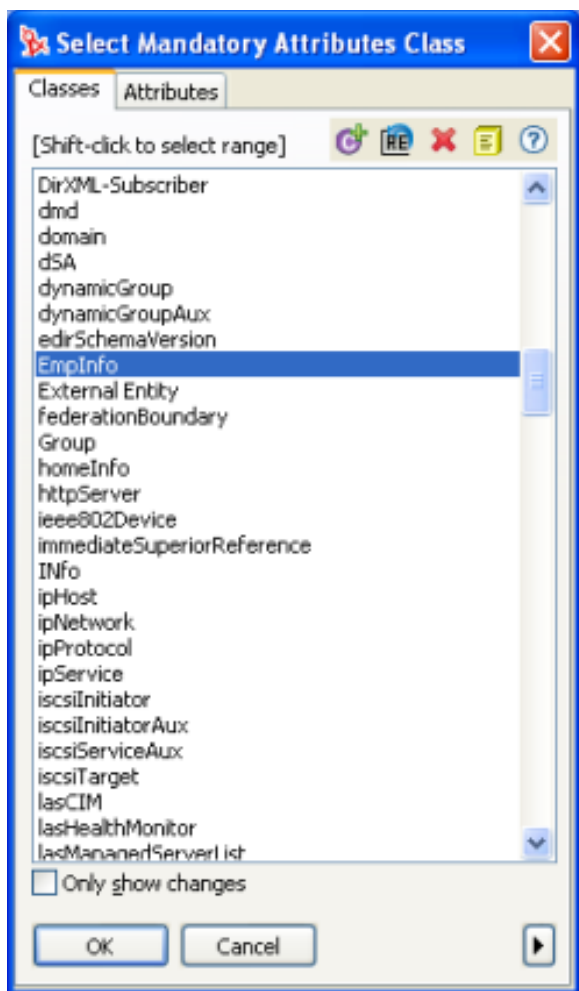 Select Mandatory Attributes Class
Classes Attributes
[Shift-click to select range] C RE ?
DirXML-Subscriber
dmd
domain
dSA
dynamicGroup
dynamicGroupAux
edirSchemaVersion
EmpInfo
External Entity
federationBoundary
Group
homeInfo
httpServer
ieee802Device
immediateSuperiorReference
INfo
ipHost
ipNetwork
ipProtocol
ipService
iscsiInitiator
iscsiInitiatorAux
iscsiServiceAux
iscsiTarget
lasCIM
lasHealthMonitor
lasManagedServerList
Only show changes
OK Cancel